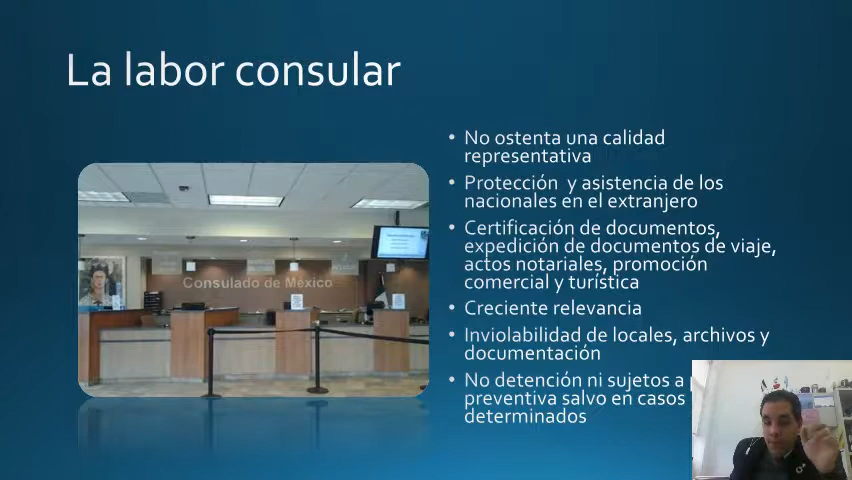 La labor consular
• No ostenta una calidad
representativa
• Protección y asistencia de los
nacionales en el extranjero
• Certificación de documentos,
expedición de documentos de viaje,
actos notariales, promoción
comercial y turística
• Creciente relevancia
• Inviolabilidad de locales, archivos y
documentación
• No detención ni sujetos a
preventiva salvo en casos
determinados
Consulado de México